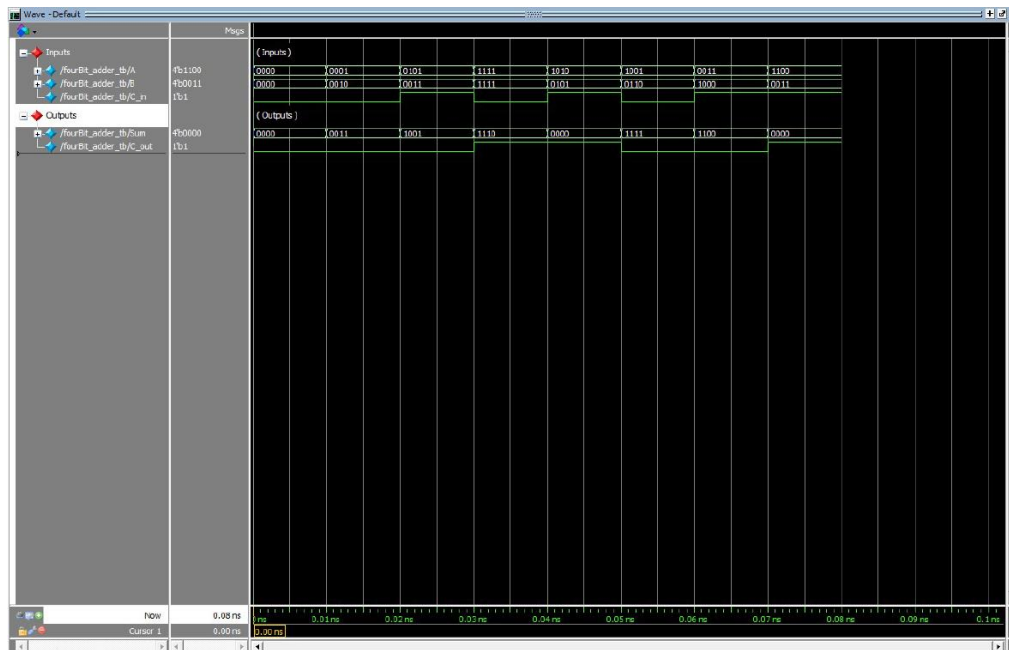 Wave - Default
Msgs
Inputs
(Inputs)
/fourBit_adder_tb/A 4'b1100 0000 0001 0101 1111 1010 1001 0011 1100
/fourBit_adder_tb/B 4'b0011 0000 0010 0011 1111 0101 0110 1000 0011
/fourBit_adder_tb/C_in 1'b1
Outputs
(Outputs)
/fourBit_adder_tb/Sum 4'b0000 0000 0011 1001 1110 0000 1111 1100 0000
/fourBit_adder_tb/C_out 1'b1
Now 0.08 ns ns 0.01 ns 0.02 ns 0.03 ns 0.04 ns 0.05 ns 0.06 ns 0.07 ns 0.08 ns 0.09 ns 0.1 ns
Cursor 1 0.00 ns 0.00 ns